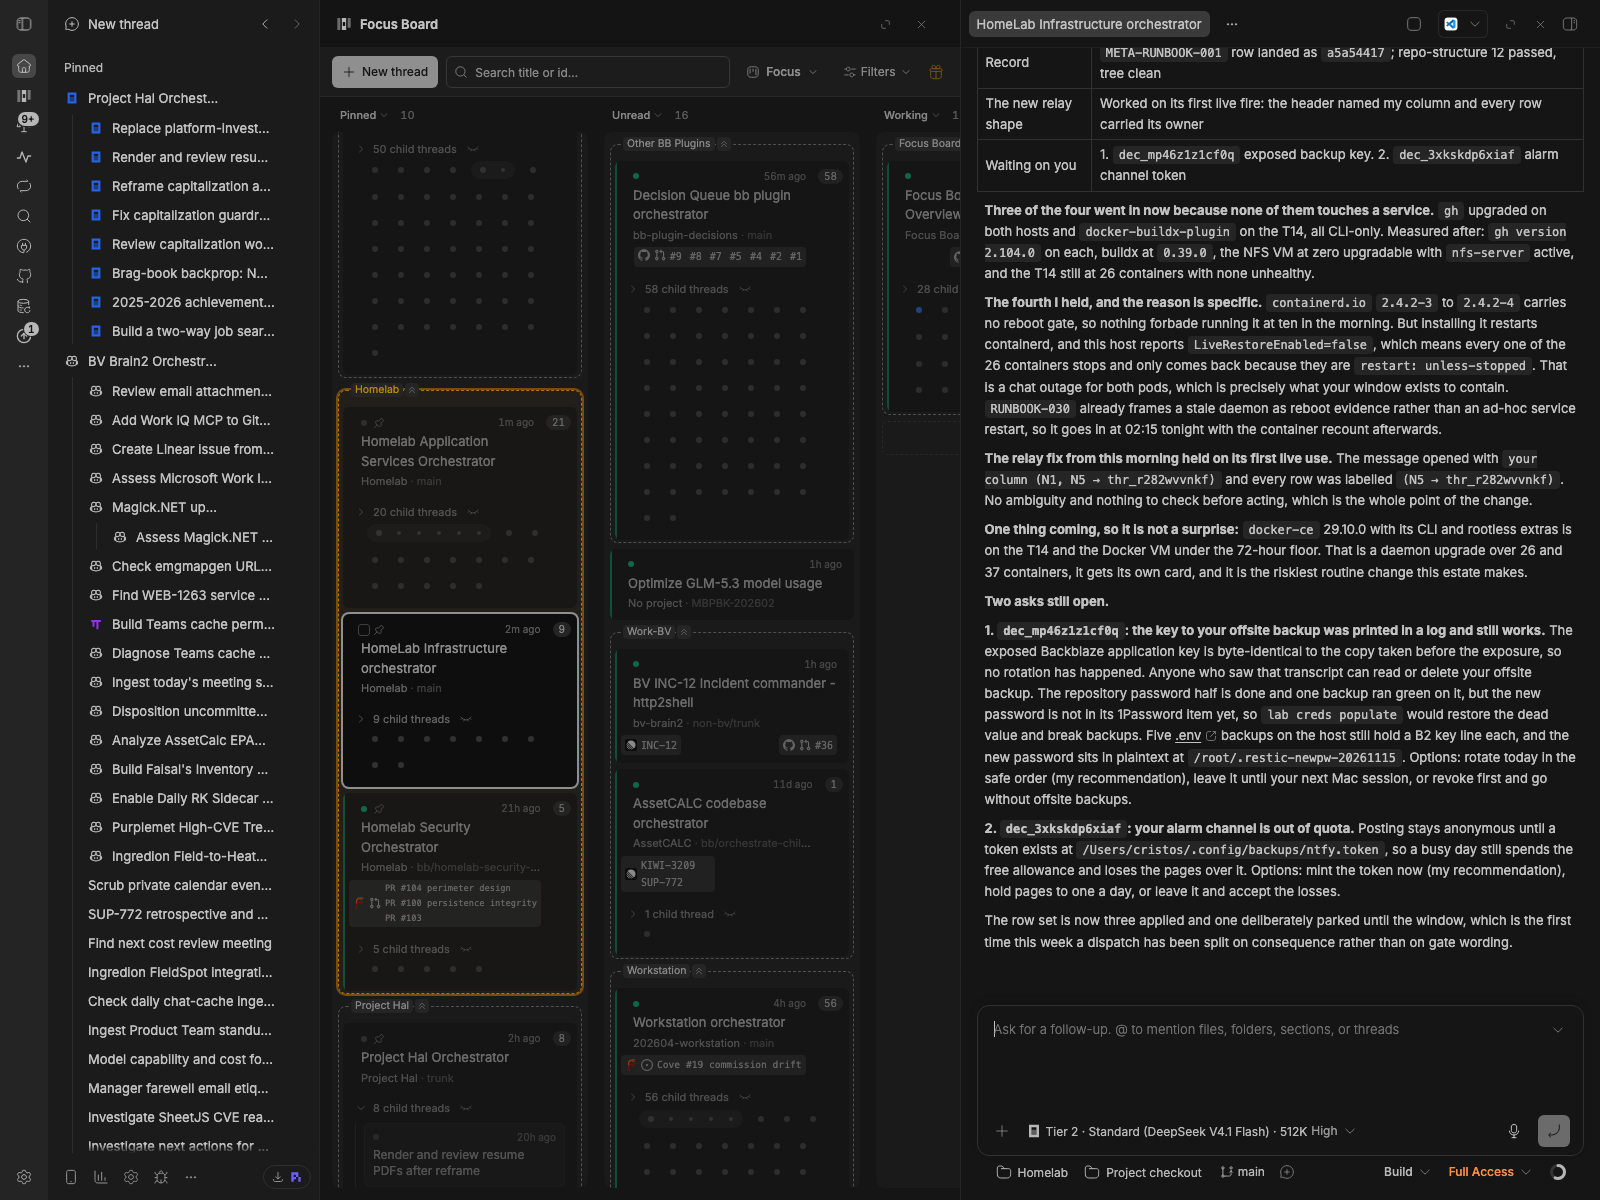 New thread
Pinned
Project Hal Orchest...
Replace platform-invest...
Render and review resu...
Reframe capitalization a...
Fix capitalization guardr...
Review capitalization wo...
Brag-book backprop: N...
2025-2026 achievement...
Build a two-way job sear...
BV Brain2 Orchestr...
Review email attachmen...
Add Work IQ MCP to Git...
Create Linear issue from...
Assess Microsoft Work I...
Magick.NET up...
Assess Magick.NET ...
Check emgmapgen URL...
Find WEB-1263 service ...
Build Teams cache perm...
Diagnose Teams cache ...
Ingest today's meeting s...
Disposition uncommitte...
Analyze AssetCalc EPA...
Build Faisal's Inventory ...
Enable Daily RK Sidecar ...
Purplemet High-CVE Tre...
Ingredion Field-to-Heat...
Scrub private calendar even...
SUP-772 retrospective and ...
Find next cost review meeting
Ingredion FieldSpot integrati...
Check daily chat-cache inge...
Ingest Product Team standu...
Model capability and cost fo...
Manager farewell email etiq...
Investigate SheetJS CVE rea...
Investigate next actions for ...
9+
1
Focus Board
New thread
Search title or id...
Focus
Filters
Pinned 10
50 child threads
Homelab
1m ago 21
Homelab Application
Services Orchestrator
Homelab · main
20 child threads
2m ago 9
HomeLab Infrastructure
orchestrator
Homelab · main
9 child threads
21h ago 5
Homelab Security
Orchestrator
Homelab · bb/homelab-security-...
PR #104 perimeter design
PR #100 persistence integrity
PR #103
5 child threads
Project Hal
2h ago 8
Project Hal Orchestrator
Project Hal · trunk
8 child threads
20h ago
Render and review resume
PDFs after reframe
Unread 16
Other BB Plugins
56m ago 58
Decision Queue bb plugin
orchestrator
bb-plugin-decisions · main
#9 #8 #7 #5 #4 #2 #1
58 child threads
1h ago
Optimize GLM-5.3 model usage
No project · MBPBK-202602
Work-BV
1h ago
BV INC-12 Incident commander -
http2shell
bv-brain2 · non-bv/trunk
INC-12
#36
11d ago 1
AssetCALC codebase
orchestrator
AssetCALC · bb/orchestrate-chil...
KIWI-3209
SUP-772
1 child thread
Workstation
4h ago 56
Workstation orchestrator
202604-workstation · main
Cove #19 commission drift
56 child threads
Working 1
Focus Board
Focus Bo
Overview
Focus Boa
28 child
HomeLab Infrastructure orchestrator
Record
META-RUNBOOK-001 row landed as a5a54417; repo-structure 12 passed,
tree clean
The new relay
shape
Worked on its first live fire: the header named my column and every row
carried its owner
Waiting on you
1. dec_mp46z1z1cf0q exposed backup key. 2. dec_3xkskdp6xiaf alarm
channel token
Three of the four went in now because none of them touches a service. gh upgraded on
both hosts and docker-buildx-plugin on the T14, all CLI-only. Measured after: gh version
2.104.0 on each, buildx at 0.39.0, the NFS VM at zero upgradable with nfs-server active,
and the T14 still at 26 containers with none unhealthy.
The fourth I held, and the reason is specific. containerd.io 2.4.2-3 to 2.4.2-4 carries
no reboot gate, so nothing forbade running it at ten in the morning. But installing it restarts
containerd, and this host reports LiveRestoreEnabled=false, which means every one of the
26 containers stops and only comes back because they are restart: unless-stopped. That
is a chat outage for both pods, which is precisely what your window exists to contain.
RUNBOOK-030 already frames a stale daemon as reboot evidence rather than an ad-hoc service
restart, so it goes in at 02:15 tonight with the container recount afterwards.
The relay fix from this morning held on its first live use. The message opened with your
column (N1, N5 → thr_r282wvvnkf) and every row was labelled (N5 → thr_r282wvvnkf).
No ambiguity and nothing to check before acting, which is the whole point of the change.
One thing coming, so it is not a surprise: docker-ce 29.10.0 with its CLI and rootless extras is
on the T14 and the Docker VM under the 72-hour floor. That is a daemon upgrade over 26 and
37 containers, it gets its own card, and it is the riskiest routine change this estate makes.
Two asks still open.
1. dec_mp46z1z1cf0q: the key to your offsite backup was printed in a log and still works. The
exposed Backblaze application key is byte-identical to the copy taken before the exposure, so
no rotation has happened. Anyone who saw that transcript can read or delete your offsite
backup. The repository password half is done and one backup ran green on it, but the new
password is not in its 1Password item yet, so lab creds populate would restore the dead
value and break backups. Five .env backups on the host still hold a B2 key line each, and the
new password sits in plaintext at /root/.restic-newpw-20261115. Options: rotate today in the
safe order (my recommendation), leave it until your next Mac session, or revoke first and go
without offsite backups.
2. dec_3xkskdp6xiaf: your alarm channel is out of quota. Posting stays anonymous until a
token exists at /Users/cristos/.config/backups/ntfy.token, so a busy day still spends the
free allowance and loses the pages over it. Options: mint the token now (my recommendation),
hold pages to one a day, or leave it and accept the losses.
The row set is now three applied and one deliberately parked until the window, which is the first
time this week a dispatch has been split on consequence rather than on gate wording.
Ask for a follow-up. @ to mention files, folders, sections, or threads
Tier 2 · Standard (DeepSeek V4.1 Flash) · 512K High
Homelab
Project checkout
main
Build
Full Access